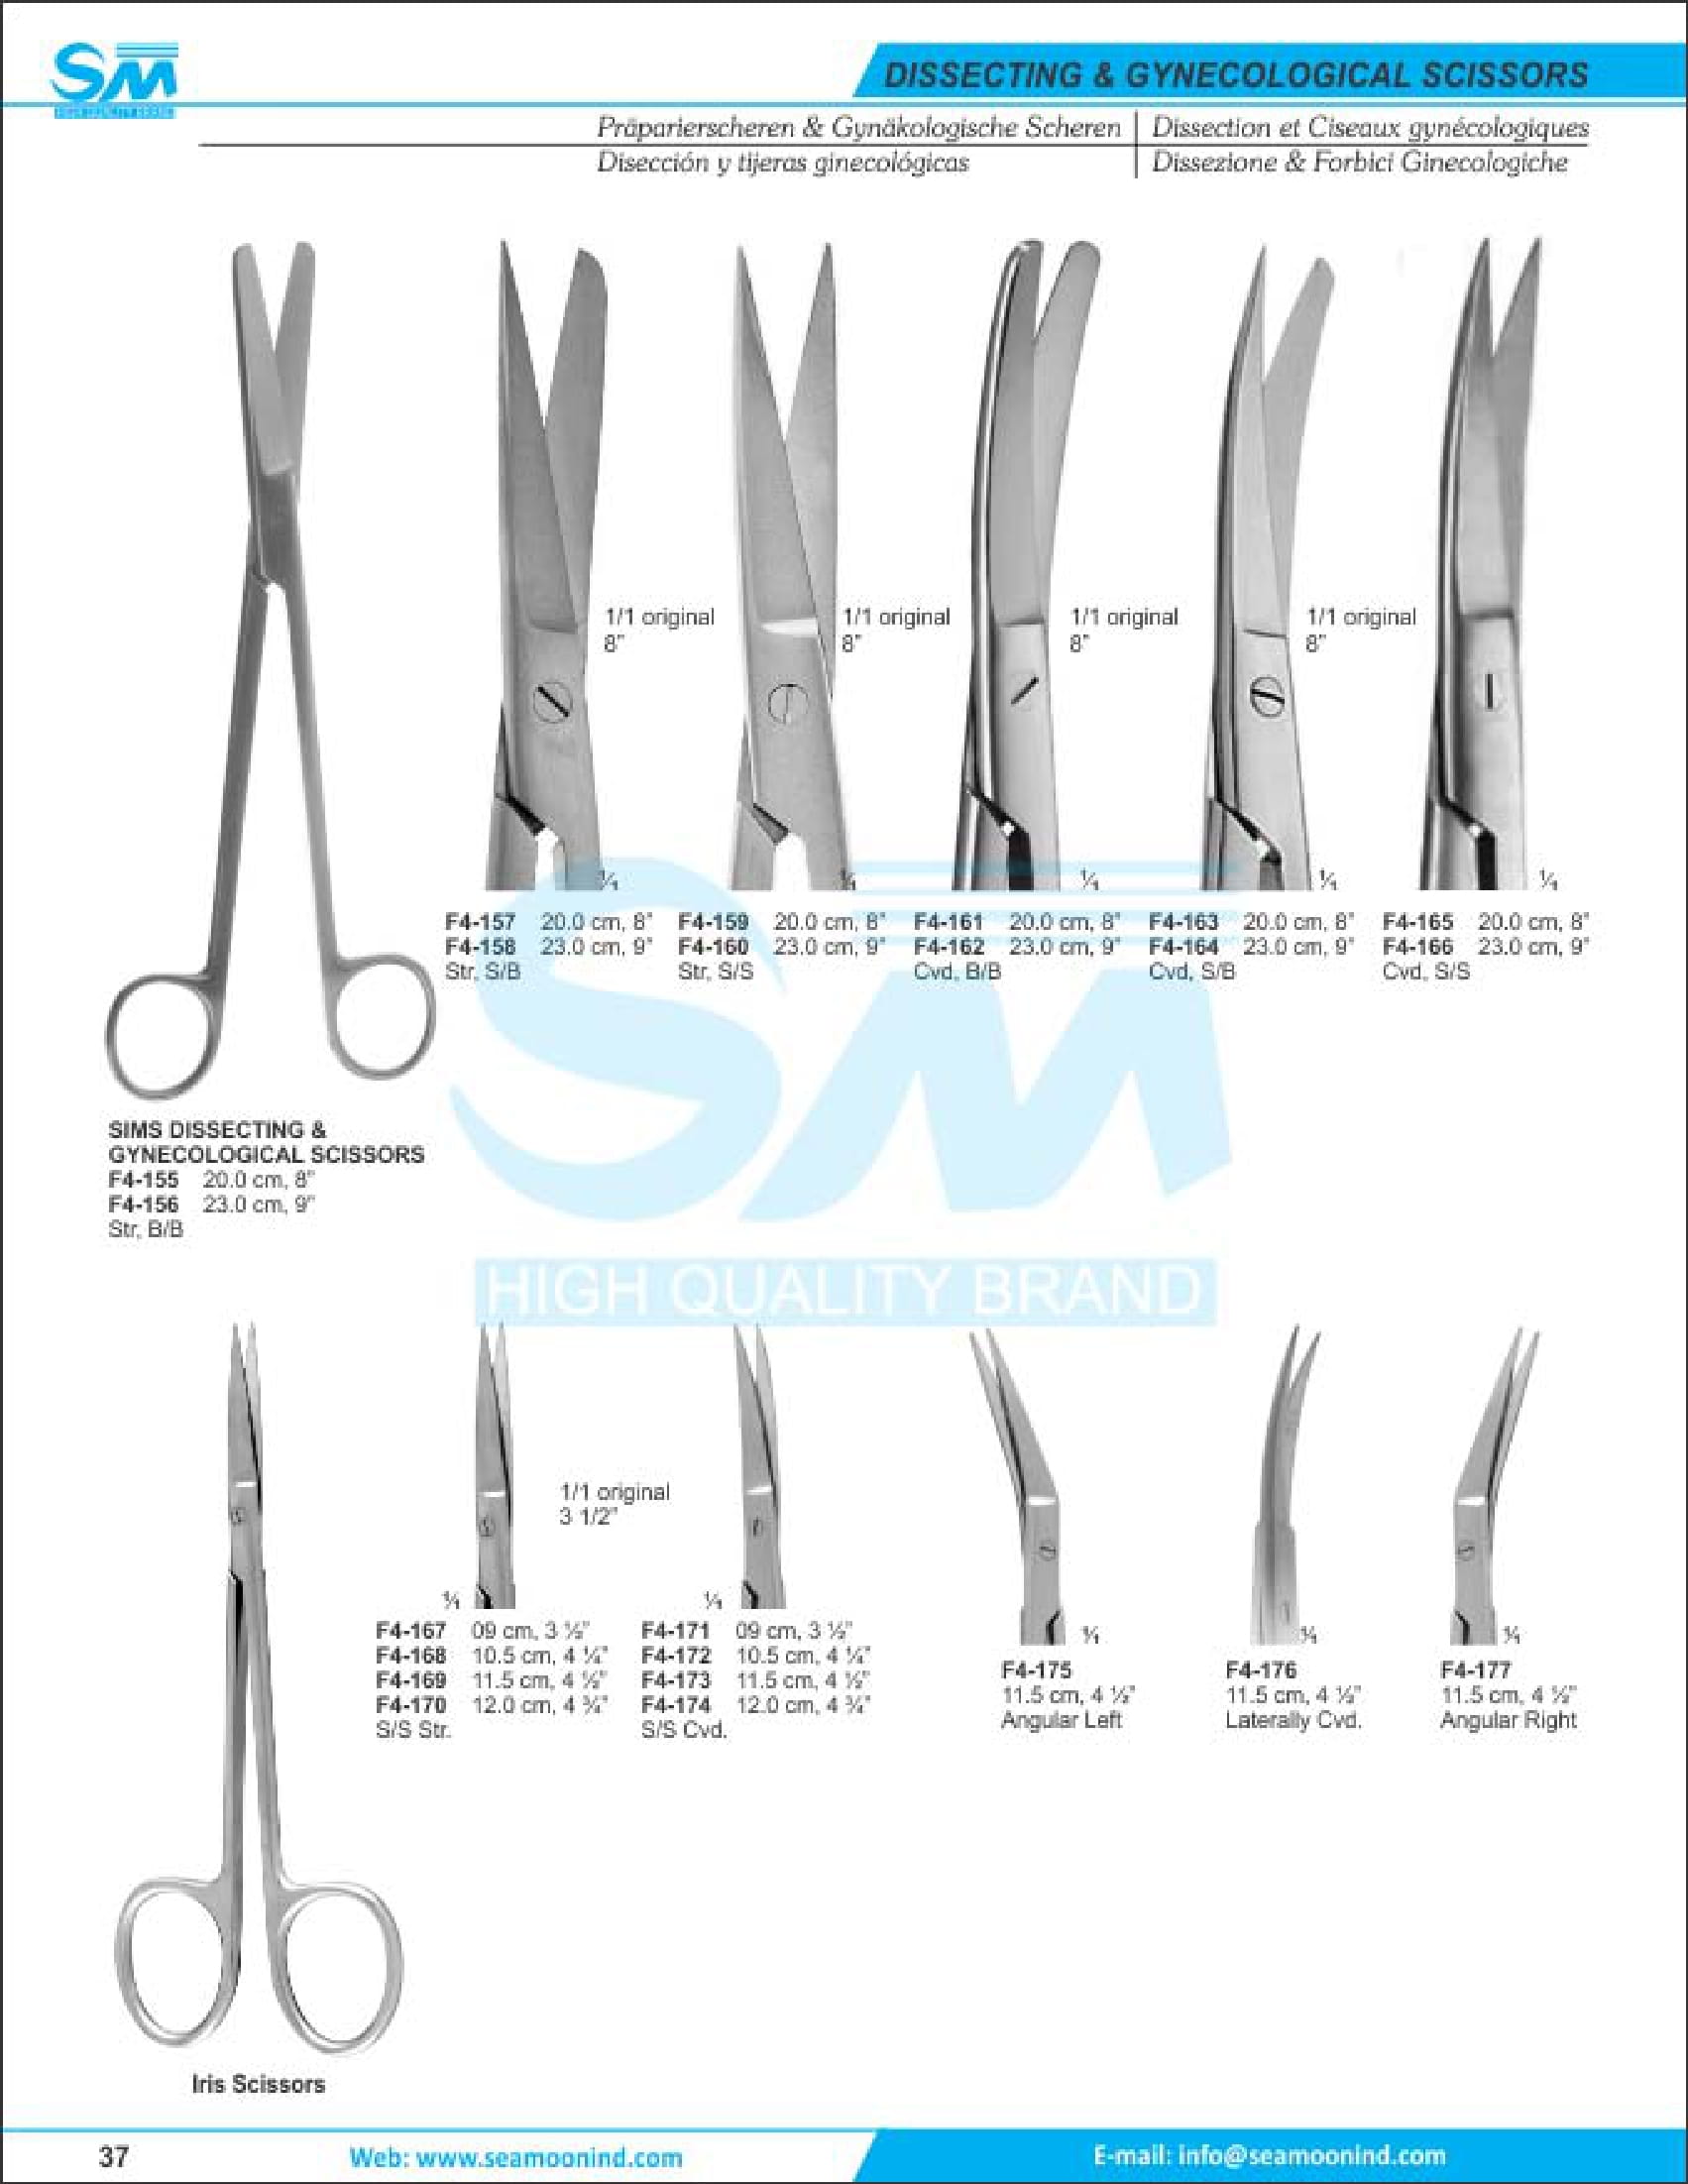 SM
HIGH QUALITY BRAND
DISSECTING & GYNECOLOGICAL SCISSORS
Präparierscheren & Gynäkologische Scheren
Dissection et Ciseaux gynécologiques
Disección y tijeras ginecológicas
Dissezione & Forbici Ginecologiche
1/1 original
8"
1/1 original
8"
1/1 original
8"
1/1 original
8"
¹⁄₁
¹⁄₁
¹⁄₁
¹⁄₁
¹⁄₁
F4-157 20.0 cm, 8"
F4-158 23.0 cm, 9"
Str, S/B
F4-159 20.0 cm, 8"
F4-160 23.0 cm, 9"
Str, S/S
F4-161 20.0 cm, 8"
F4-162 23.0 cm, 9"
Cvd, B/B
F4-163 20.0 cm, 8"
F4-164 23.0 cm, 9"
Cvd, S/B
F4-165 20.0 cm, 8"
F4-166 23.0 cm, 9"
Cvd, S/S
SIMS DISSECTING &
GYNECOLOGICAL SCISSORS
F4-155 20.0 cm, 8"
F4-156 23.0 cm, 9"
Str, B/B
SM
HIGH QUALITY BRAND
1/1 original
3 1/2"
¹⁄₁
¹⁄₁
F4-167 09 cm, 3 ½"
F4-168 10.5 cm, 4 ¼"
F4-169 11.5 cm, 4 ½"
F4-170 12.0 cm, 4 ¾"
S/S Str.
F4-171 09 cm, 3 ½"
F4-172 10.5 cm, 4 ¼"
F4-173 11.5 cm, 4 ½"
F4-174 12.0 cm, 4 ¾"
S/S Cvd.
F4-175
11.5 cm, 4 ½"
Angular Left
F4-176
11.5 cm, 4 ½"
Laterally Cvd.
F4-177
11.5 cm, 4 ½"
Angular Right
Iris Scissors
37
Web: www.seamoonind.com
E-mail: info@seamoonind.com